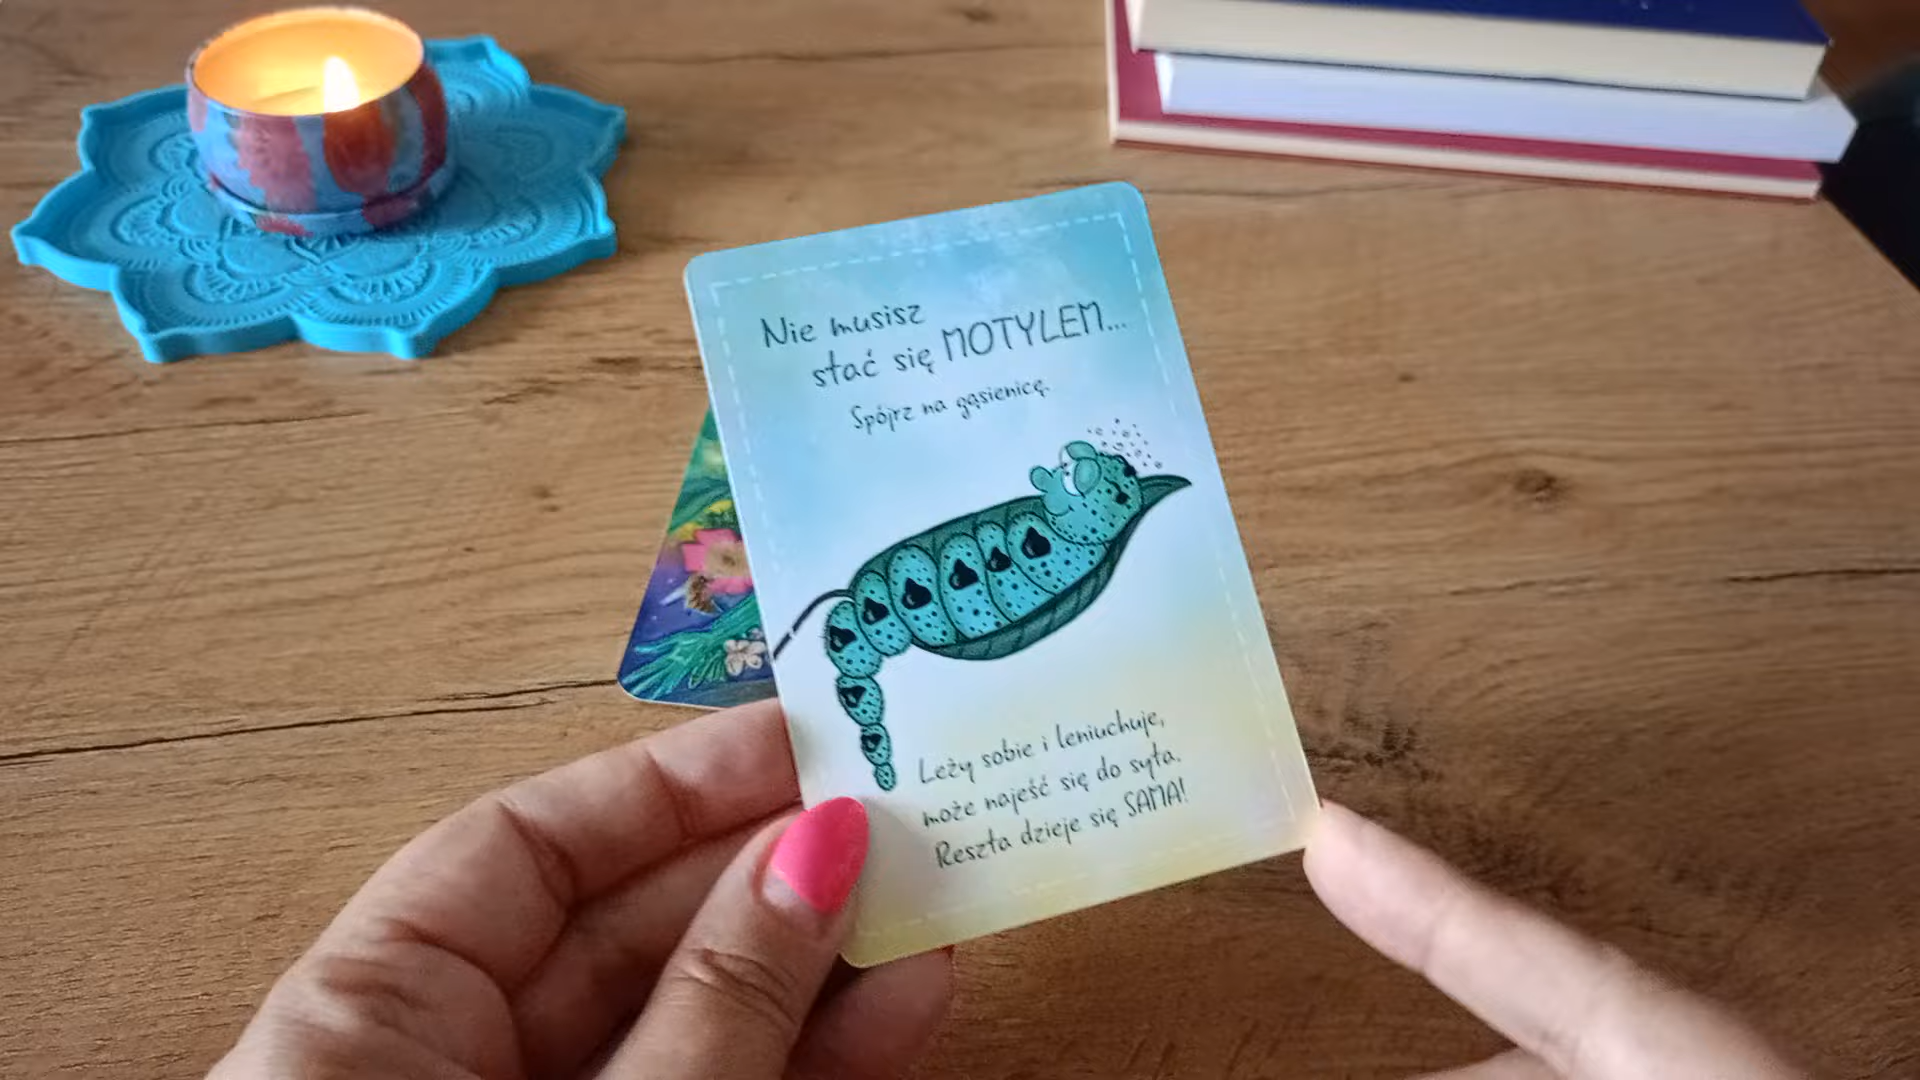 Nie musisz
stać się MOTYLEM...
Spójrz na gąsienicę.
Leży sobie i leniuchuje,
może najeść się do syta.
Reszta dzieje się SAMA!